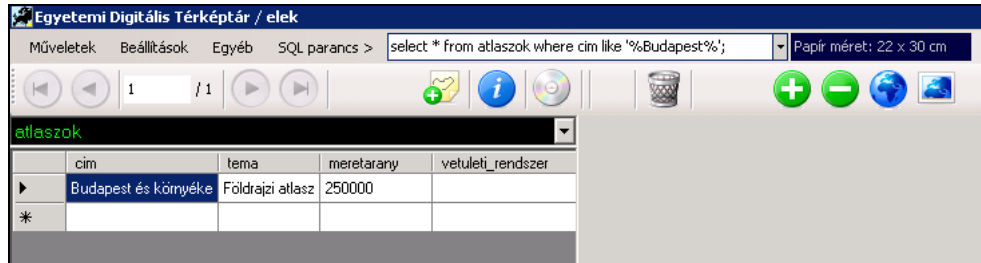 Egyetemi Digitális Térképtár / elek
Műveletek Beállítások Egyéb SQL parancs > select * from atlaszok where cim like '%Budapest%'; Papír méret: 22 x 30 cm
1 / 1
atlaszok
cim tema meretarany vetuleti_rendszer
Budapest és környéke Földrajzi atlasz 250000